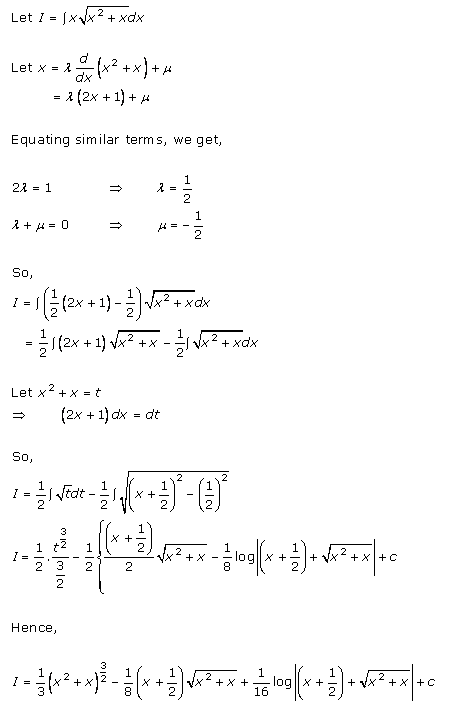 Let I = ∫x√(x² + x)dx
Let x = λ d/dx (x² + x) + μ
= λ(2x + 1) + μ
Equating similar terms, we get,
2λ = 1 ⇒ λ = 1/2
λ + μ = 0 ⇒ μ = - 1/2
So,
I = ∫(1/2 (2x + 1) - 1/2)√(x² + x)dx
= 1/2 ∫(2x + 1)√(x² + x) - 1/2 ∫√(x² + x)dx
Let x² + x = t
⇒ (2x + 1)dx = dt
So,
I = 1/2 ∫√t dt - 1/2 ∫√((x + 1/2)² - (1/2)²)
I = 1/2 . t^(3/2)/(3/2) - 1/2 { (x + 1/2)/2 √(x² + x) - 1/8 log|(x + 1/2) + √(x² + x)| + c
Hence,
I = 1/3 (x² + x)^(3/2) - 1/8 (x + 1/2)√(x² + x) + 1/16 log|(x + 1/2) + √(x² + x)| + c